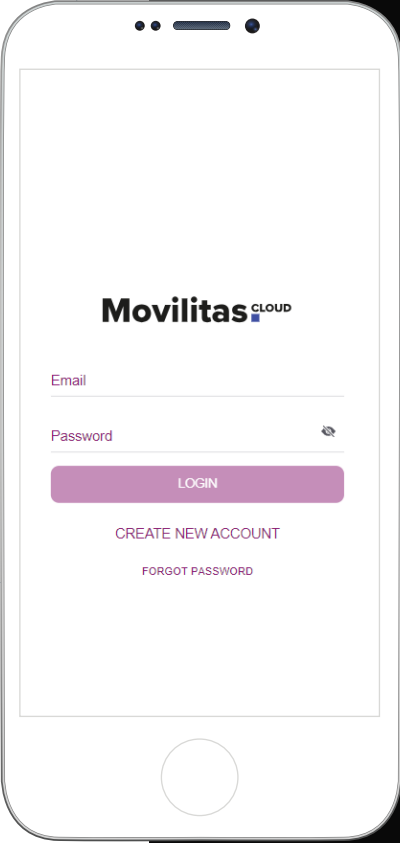 Movilitas CLOUD
Email
Password
LOGIN
CREATE NEW ACCOUNT
FORGOT PASSWORD